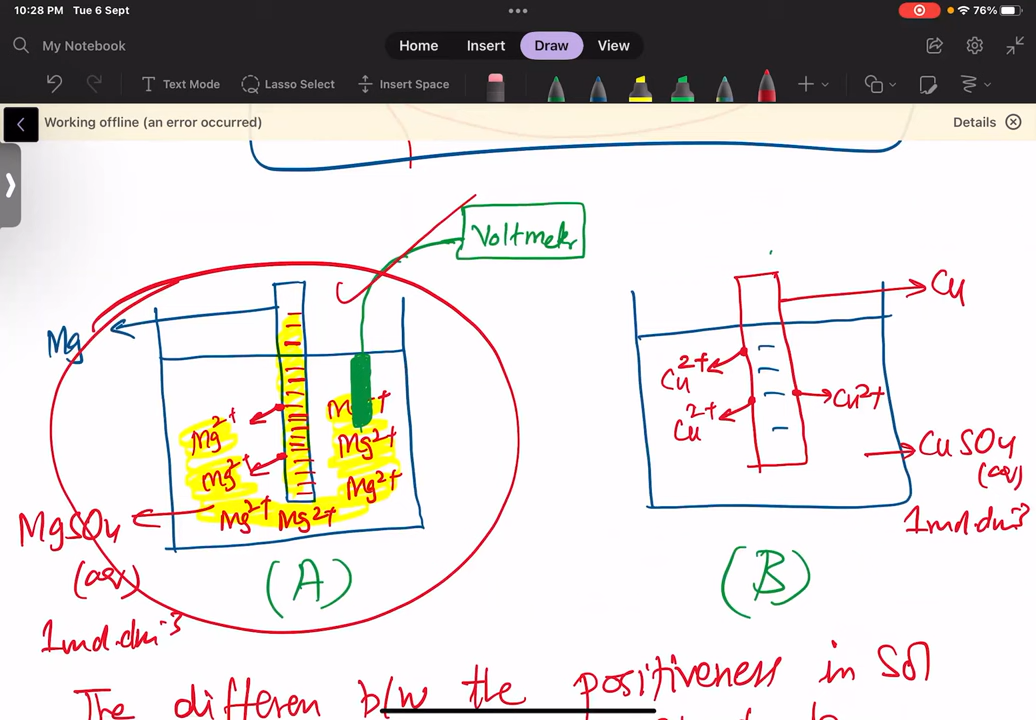 10:28 PM Tue 6 Sept
76%
My Notebook
Home Insert Draw View
Text Mode Lasso Select Insert Space
Working offline (an error occurred)
Details
Voltmeter
Mg
Cu
Mg2+
Mg2+
Mg2+
Mg2+
Mg2+
Mg2+
Cu2+
Cu2+
Cu2+
MgSO4
(aq)
1mol.dm-3
CuSO4
(aq)
1mol.dm-3
(A)
(B)
The differen b/w the positiveness in Sol